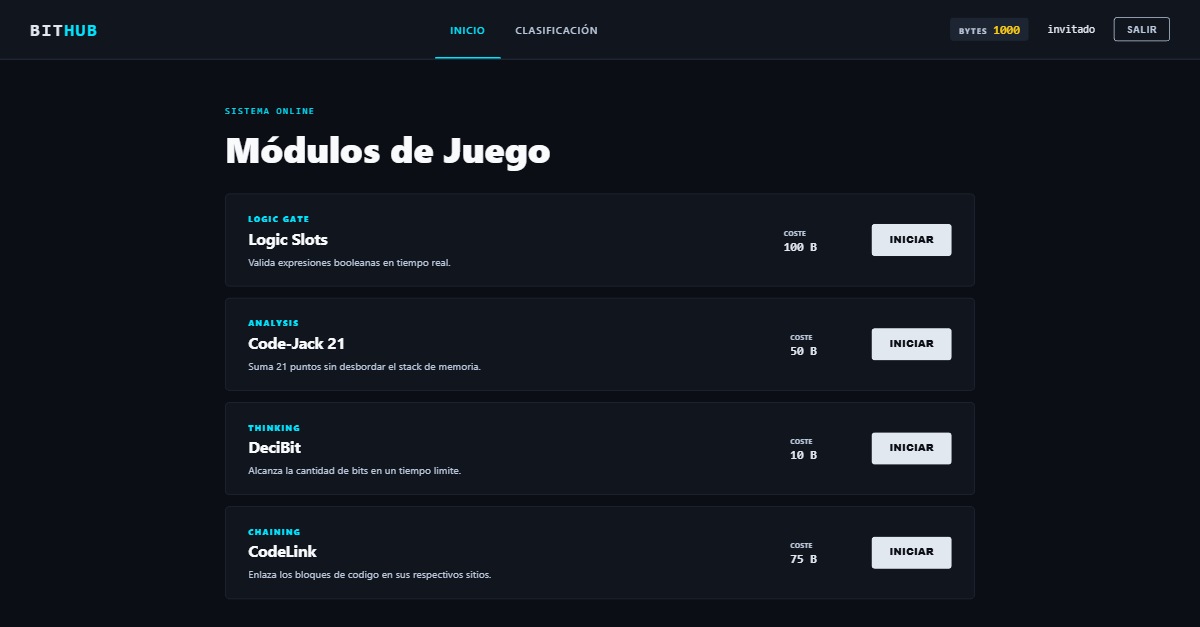 BITHUB
INICIO CLASIFICACIÓN
BYTES 1000 invitado SALIR
SISTEMA ONLINE
Módulos de Juego
LOGIC GATE
Logic Slots
Valida expresiones booleanas en tiempo real.
COSTE
100 B
INICIAR
ANALYSIS
Code-Jack 21
Suma 21 puntos sin desbordar el stack de memoria.
COSTE
50 B
INICIAR
THINKING
DeciBit
Alcanza la cantidad de bits en un tiempo limite.
COSTE
10 B
INICIAR
CHAINING
CodeLink
Enlaza los bloques de codigo en sus respectivos sitios.
COSTE
75 B
INICIAR